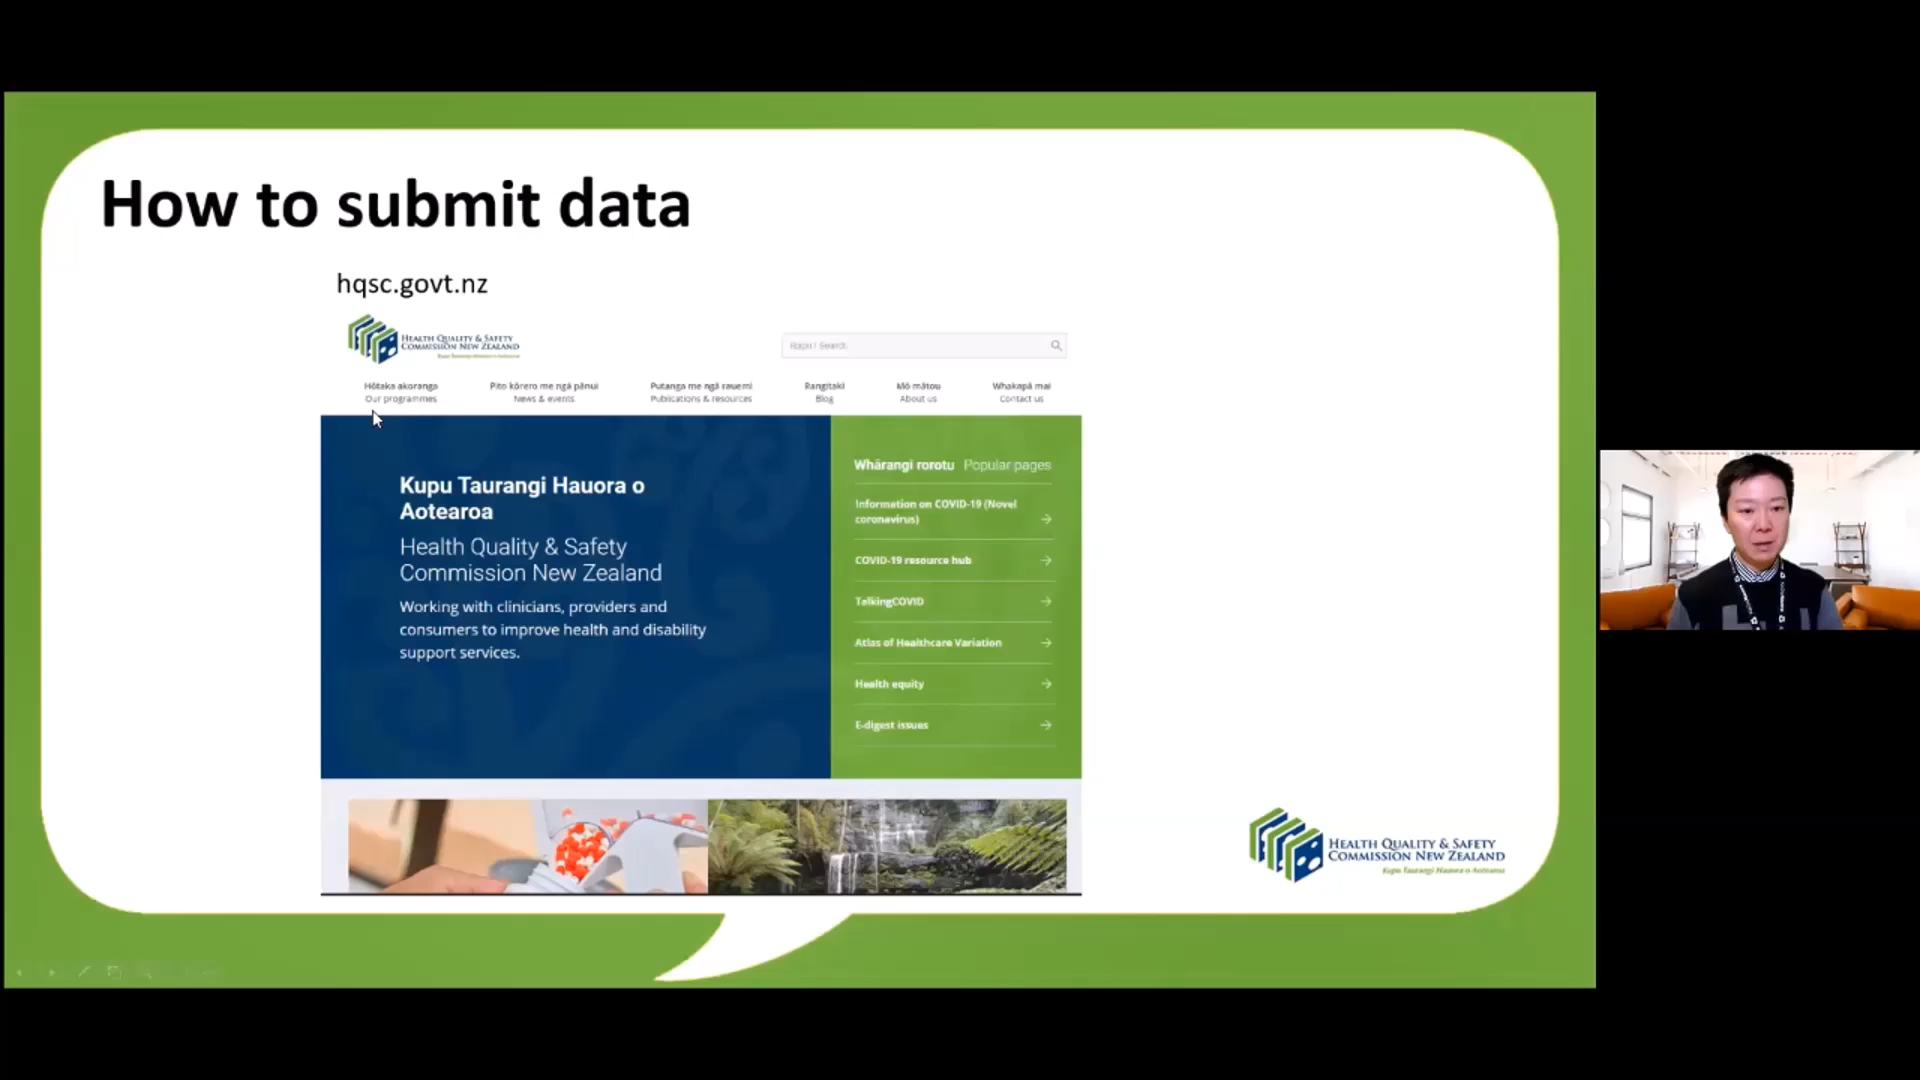 How to submit data
hqsc.govt.nz
HEALTH QUALITY & SAFETY
COMMISSION NEW ZEALAND
Kupu Taurangi Hauora o Aotearoa
Rapu | Search
Hōtaka akoranga
Our programmes
Pito kōrero me ngā pānui
News & events
Putanga me ngā rauemi
Publications & resources
Rangitaki
Blog
Mō mātou
About us
Whakapā mai
Contact us
Kupu Taurangi Hauora o
Aotearoa
Health Quality & Safety
Commission New Zealand
Working with clinicians, providers and
consumers to improve health and disability
support services.
Whārangi rorotu Popular pages
Information on COVID-19 (Novel
coronavirus)
COVID-19 resource hub
TalkingCOVID
Atlas of Healthcare Variation
Health equity
E-digest issues
HEALTH QUALITY & SAFETY
COMMISSION NEW ZEALAND
Kupu Taurangi Hauora o Aotearoa